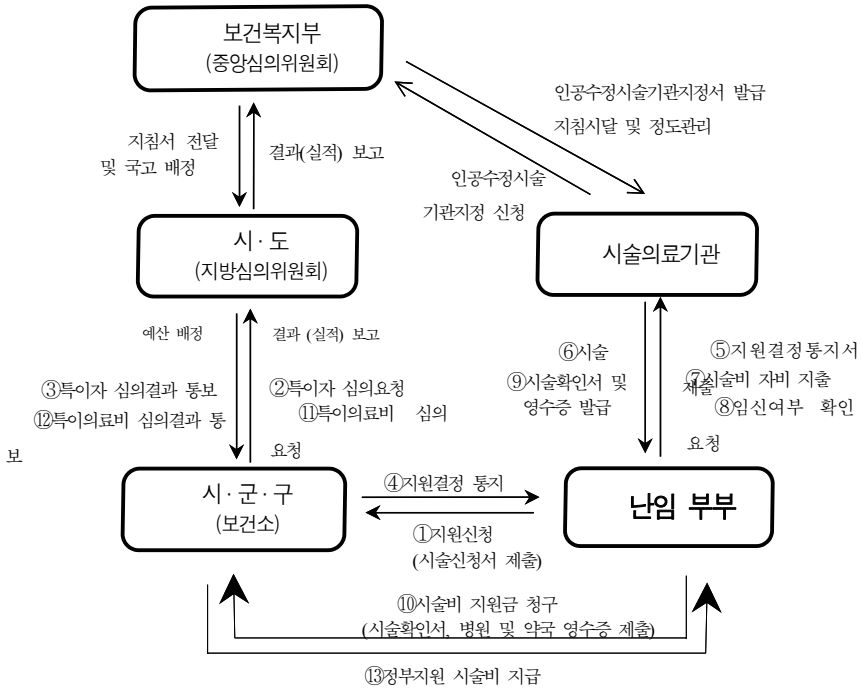 보건복지부
(중앙심의위원회)
인공수정시술기관지정서 발급
지침시달 및 정도관리
지침서 전달
및 국고 배정
결과(실적) 보고
인공수정시술
기관지정 신청
시·도
(지방심의위원회)
시술의료기관
예산 배정
결과 (실적) 보고
③특이자 심의결과 통보
⑫특이의료비 심의결과 통
보
②특이자 심의요청
⑪특이의료비 심의
요청
⑥시술
⑨시술확인서 및
영수증 발급
⑤지원결정통지서
제출
⑦시술비 자비 지출
⑧임신여부 확인
요청
시·군·구
(보건소)
④지원결정 통지
①지원신청
(시술신청서 제출)
난임 부부
⑩시술비 지원금 청구
(시술확인서, 병원 및 약국 영수증 제출)
⑬정부지원 시술비 지급